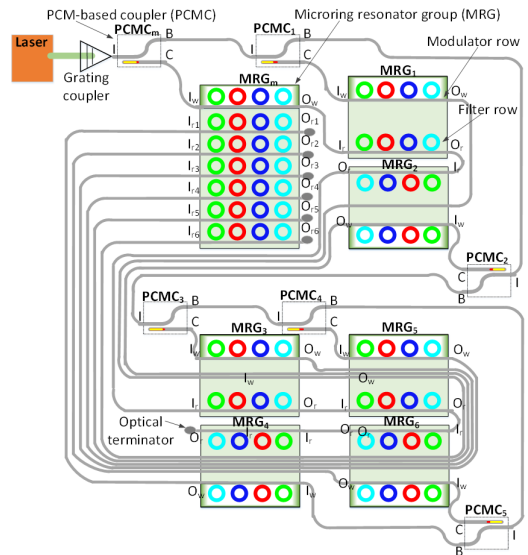 PCM-based coupler (PCMC)
Microring resonator group (MRG)
Laser
PCMCm
B
I
C
PCMC1
B
I
C
Modulator row
Grating
coupler
MRGm
MRG1
Iw
Ow
Iw
Ow
Filter row
Ir1
Or1
Ir2
Or2
Ir
Or
Ir3
Or3
Or
MRG2
Ir
Ir4
Or4
Ir5
Or5
Ow
Iw
Ir6
Or6
PCMC2
C
I
B
PCMC3
B
I
C
PCMC4
B
I
C
MRG3
MRG5
Iw
Ow
Iw
Ow
Iw
Ow
Ir
Or
Ir
Or
Optical
terminator
MRG4
MRG6
Or
Ir
Ir
Or
Or
Ir
Ow
Iw
Ow
Iw
PCMC5
C
I
B